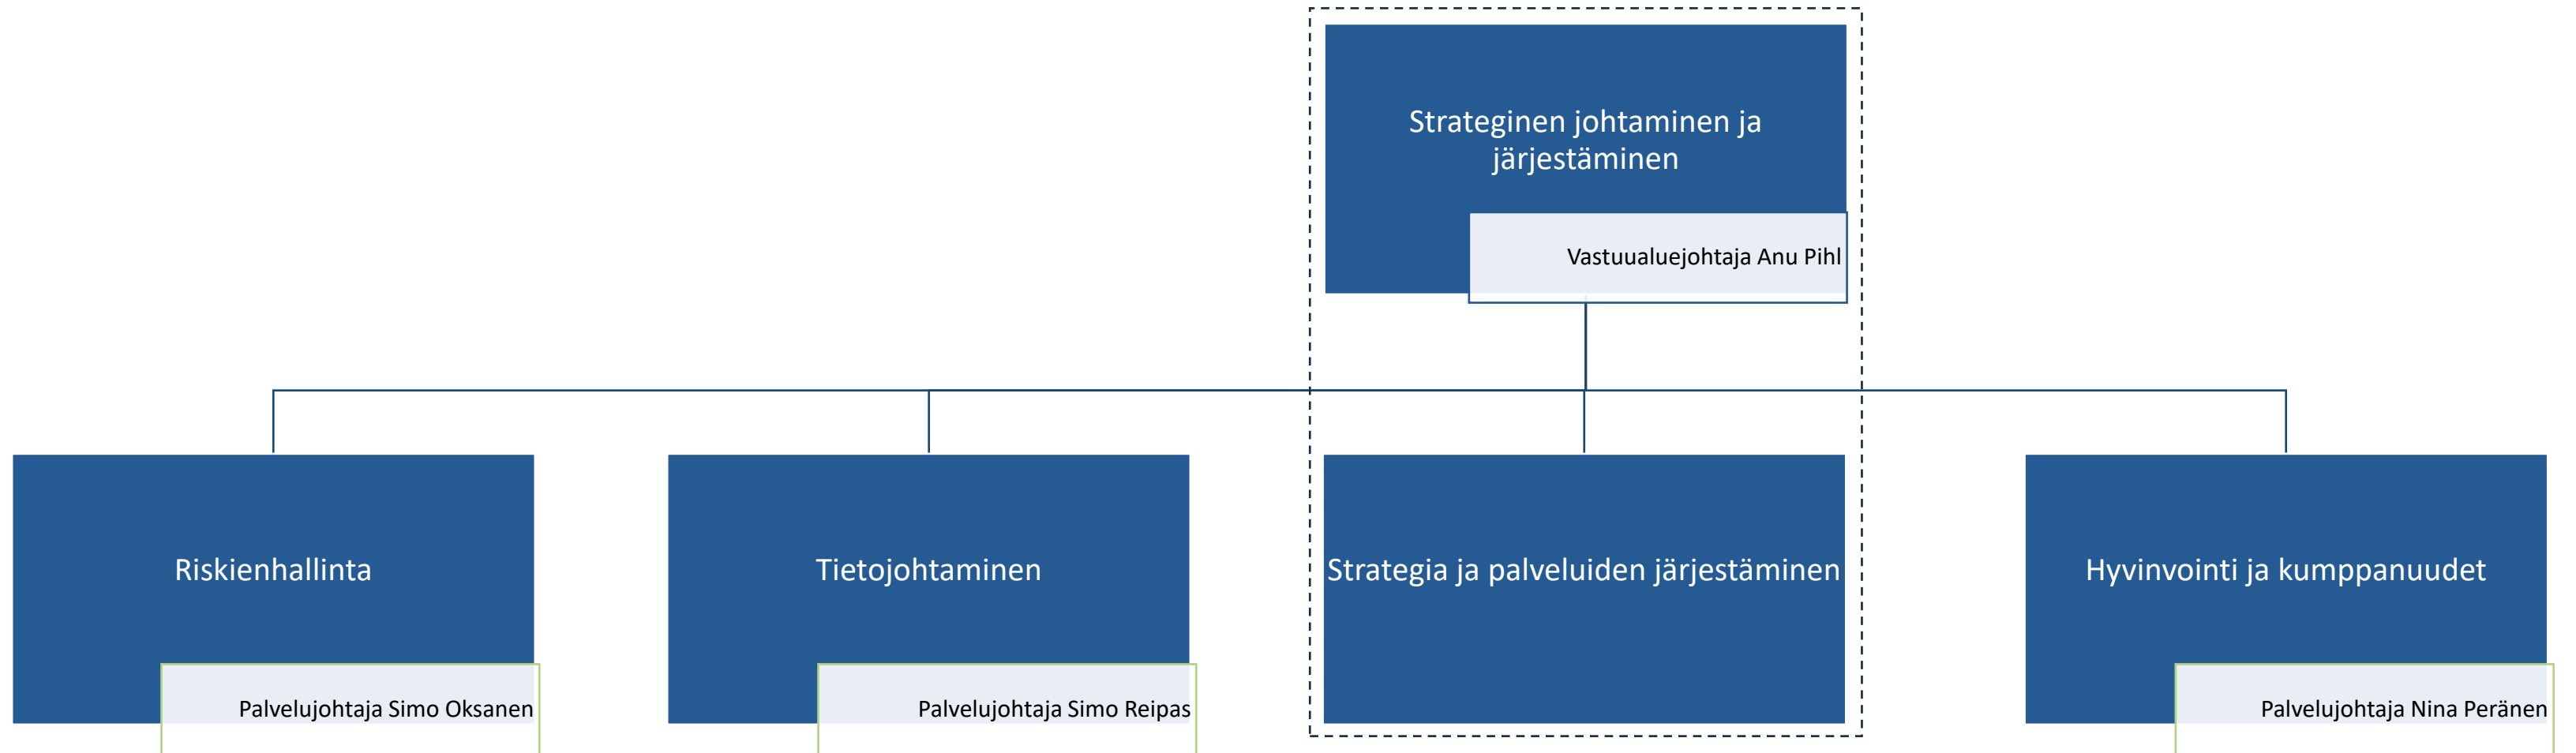 Strateginen johtaminen ja
järjestäminen
Vastuualuejohtaja Anu Pihl
Riskienhallinta
Palvelujohtaja Simo Oksanen
Tietojohtaminen
Palvelujohtaja Simo Reipas
Strategia ja palveluiden järjestäminen
Hyvinvointi ja kumppanuudet
Palvelujohtaja Nina Peränen